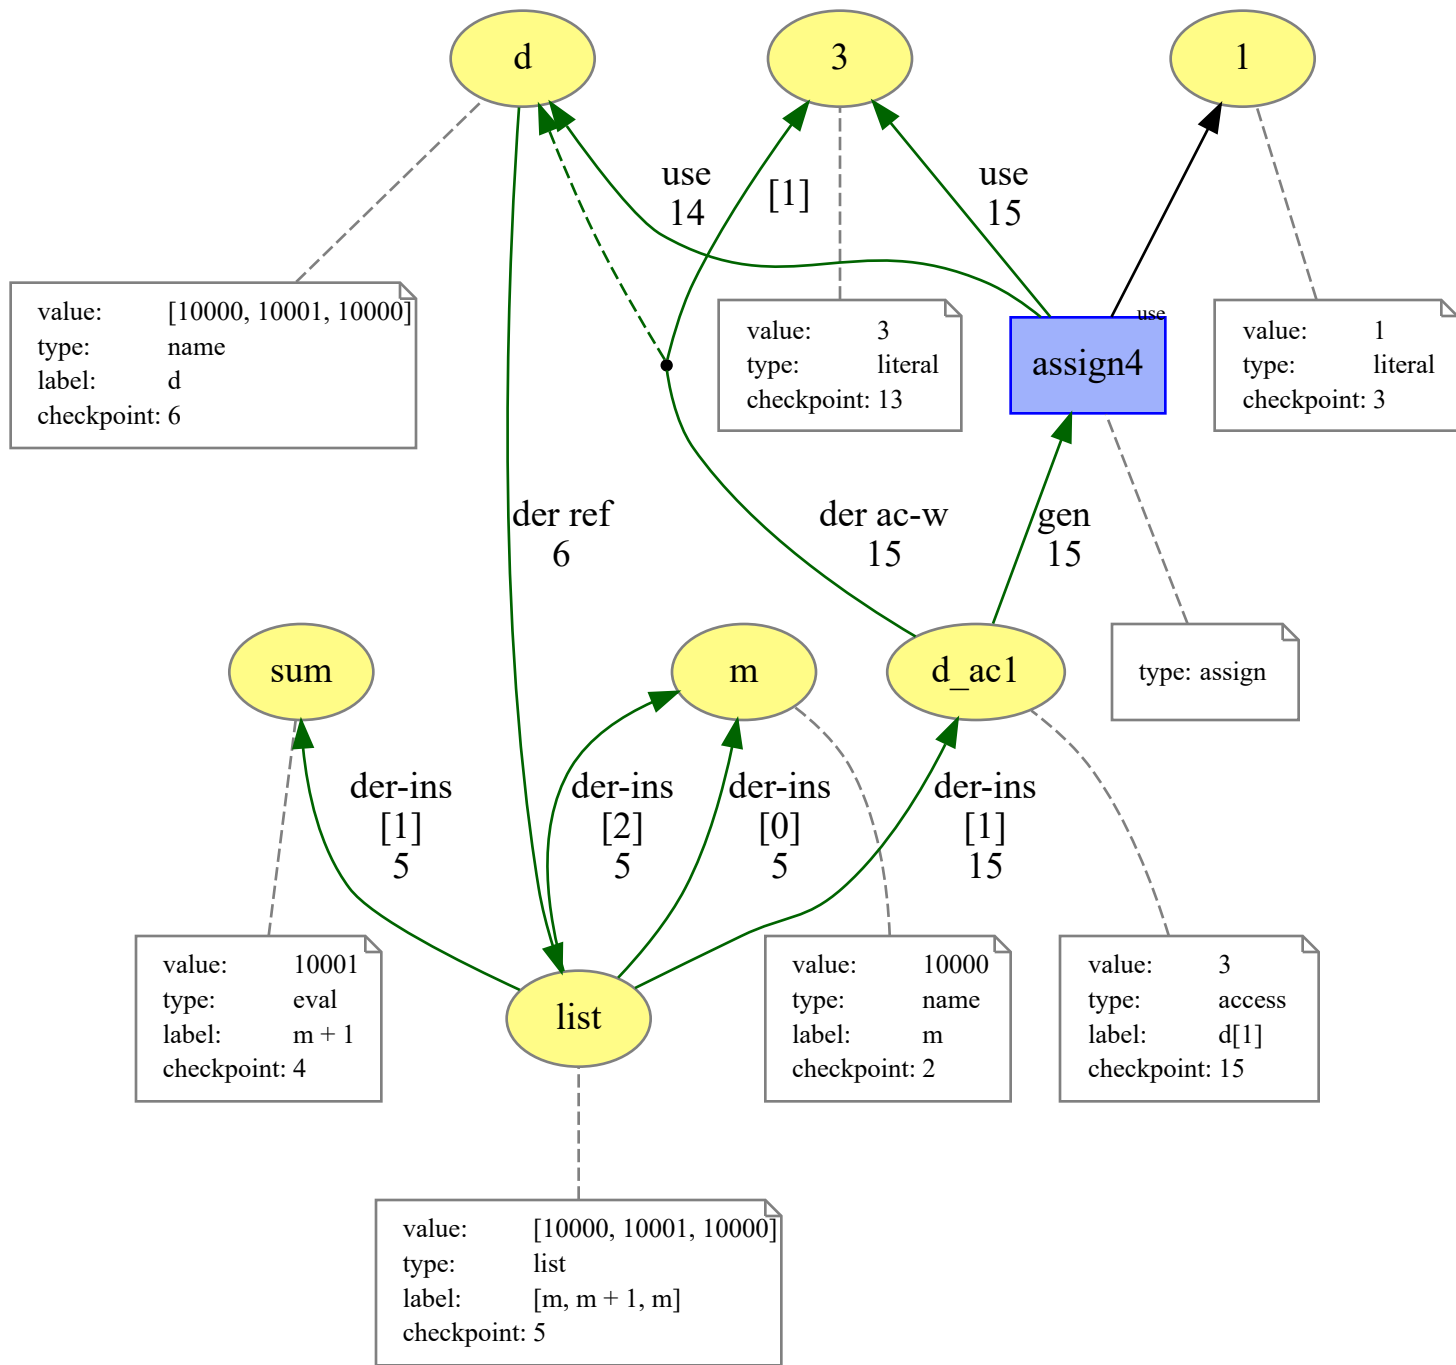 d
3
1
use
14
[1]
use
15
use
value: [10000, 10001, 10000]
type: name
label: d
checkpoint: 6
value: 3
type: literal
checkpoint: 13
assign4
value: 1
type: literal
checkpoint: 3
der ref
6
der ac-w
15
gen
15
sum
m
d_ac1
type: assign
der-ins
[1]
5
der-ins
[2]
5
der-ins
[0]
5
der-ins
[1]
15
value: 10001
type: eval
label: m + 1
checkpoint: 4
list
value: 10000
type: name
label: m
checkpoint: 2
value: 3
type: access
label: d[1]
checkpoint: 15
value: [10000, 10001, 10000]
type: list
label: [m, m + 1, m]
checkpoint: 5